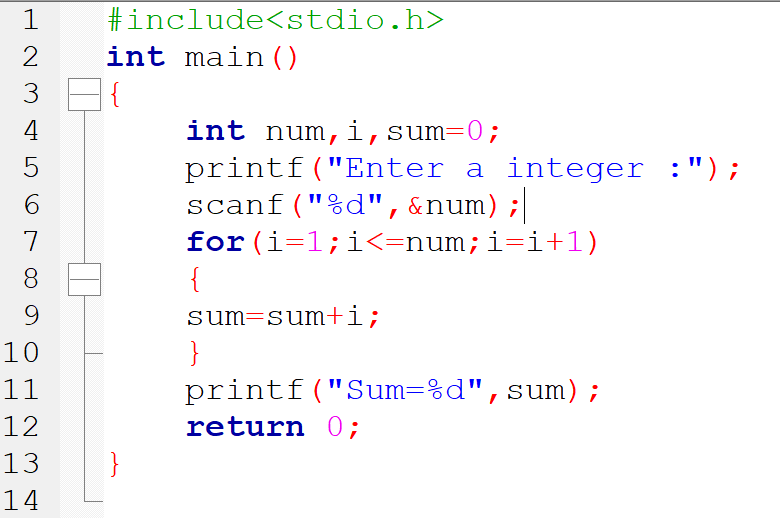 1 #include<stdio.h>
2 int main()
3 {
4 int num,i,sum=0;
5 printf("Enter a integer :");
6 scanf("%d",&num);
7 for(i=1;i<=num;i=i+1)
8 {
9 sum=sum+i;
10 }
11 printf("Sum=%d",sum);
12 return 0;
13 }
14